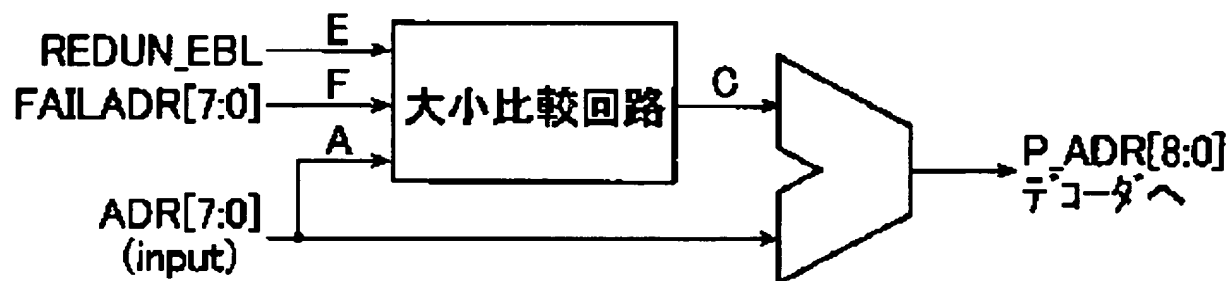 REDUN_EBL
E
FAILADR[7:0]
F
大小比較回路
C
A
ADR[7:0]
(input)
P_ADR[8:0]
デコーダへ